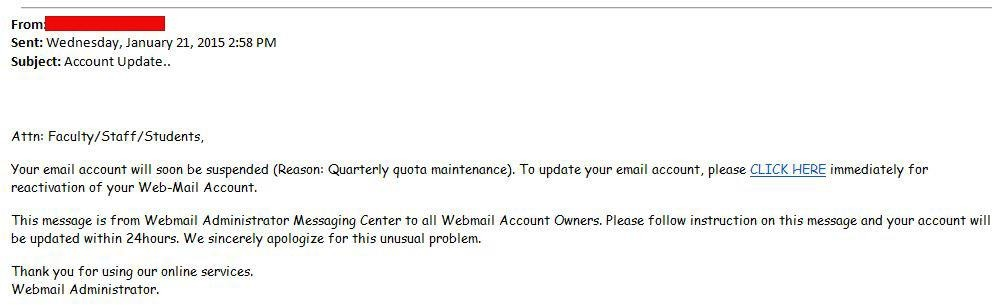 From:
Sent: Wednesday, January 21, 2015 2:58 PM
Subject: Account Update..
Attn: Faculty/Staff/Students,
Your email account will soon be suspended (Reason: Quarterly quota maintenance). To update your email account, please CLICK HERE immediately for
reactivation of your Web-Mail Account.
This message is from Webmail Administrator Messaging Center to all Webmail Account Owners. Please follow instruction on this message and your account will
be updated within 24hours. We sincerely apologize for this unusual problem.
Thank you for using our online services.
Webmail Administrator.